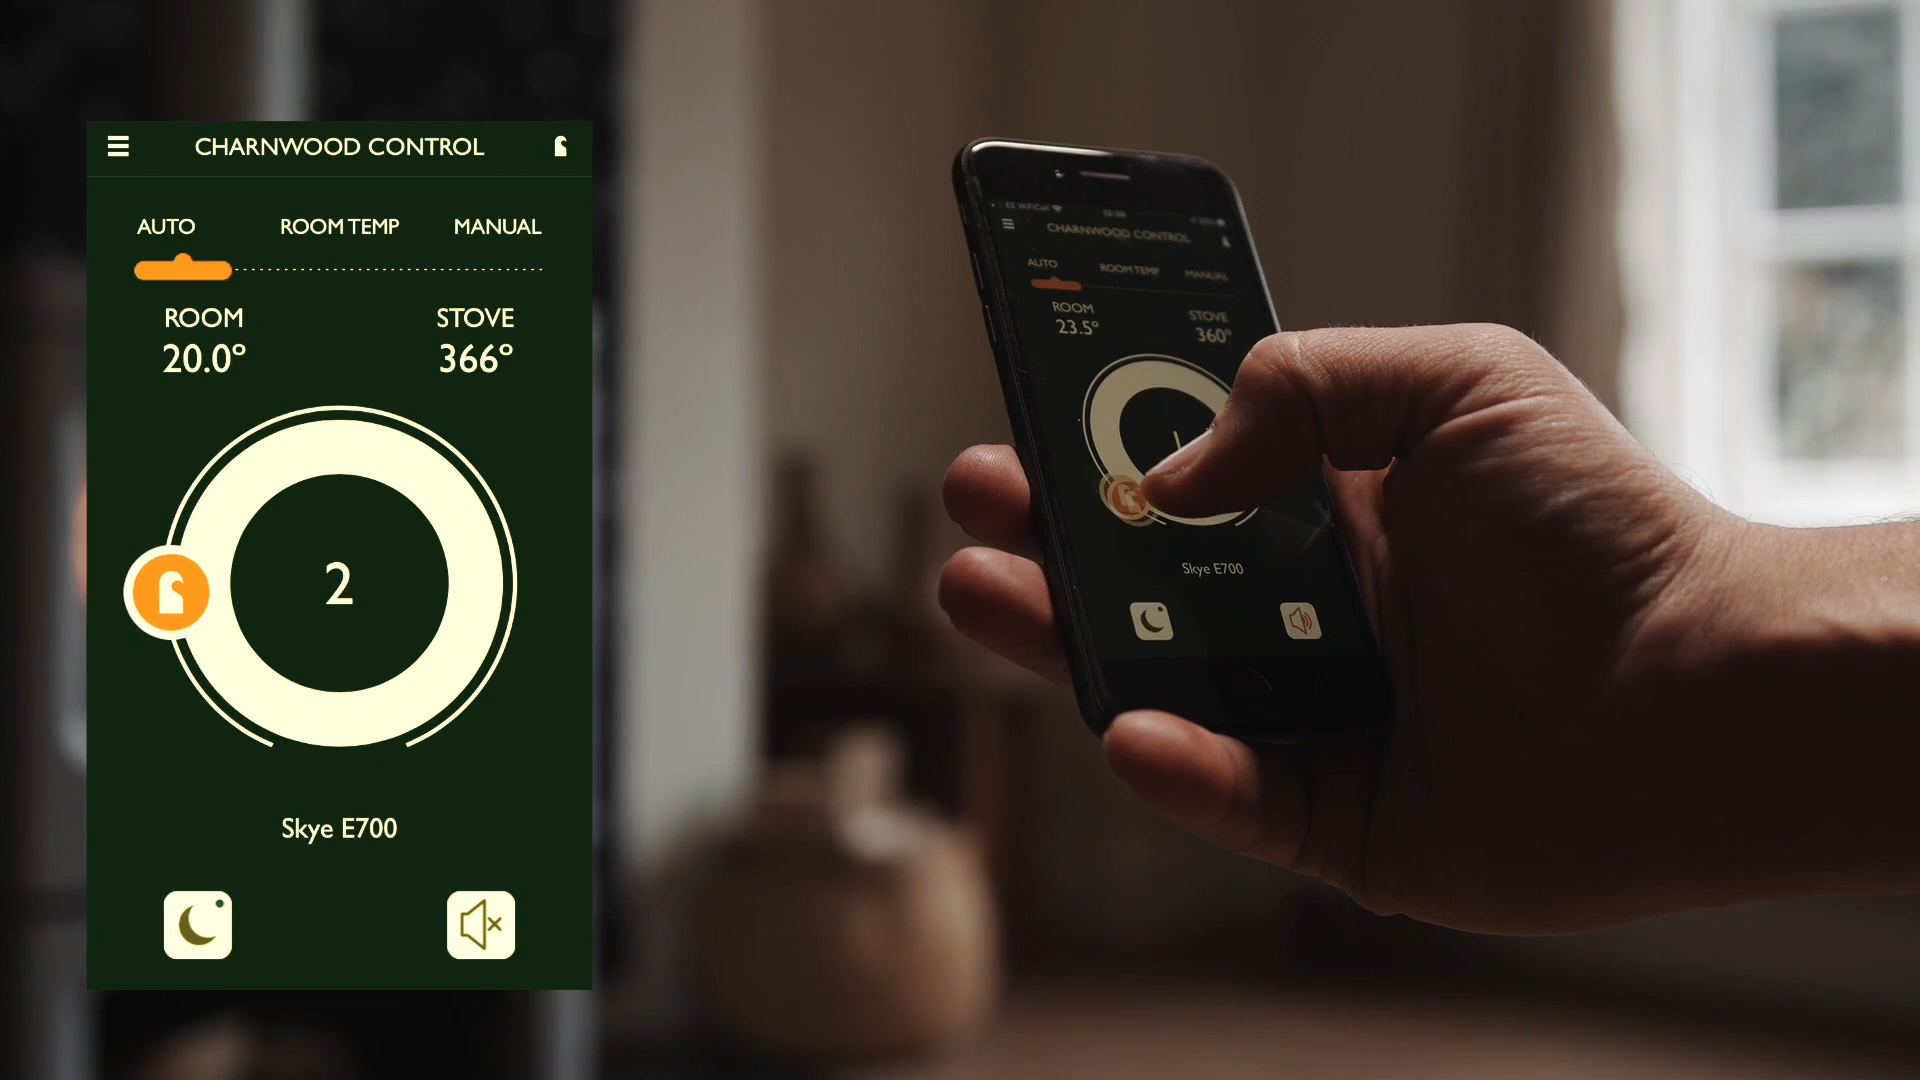 CHARNWOOD CONTROL
AUTO ROOM TEMP MANUAL
ROOM STOVE
20.0° 366°
2
Skye E700
CHARNWOOD CONTROL
AUTO ROOM TEMP MANUAL
ROOM STOVE
23.5° 360°
Skye E700